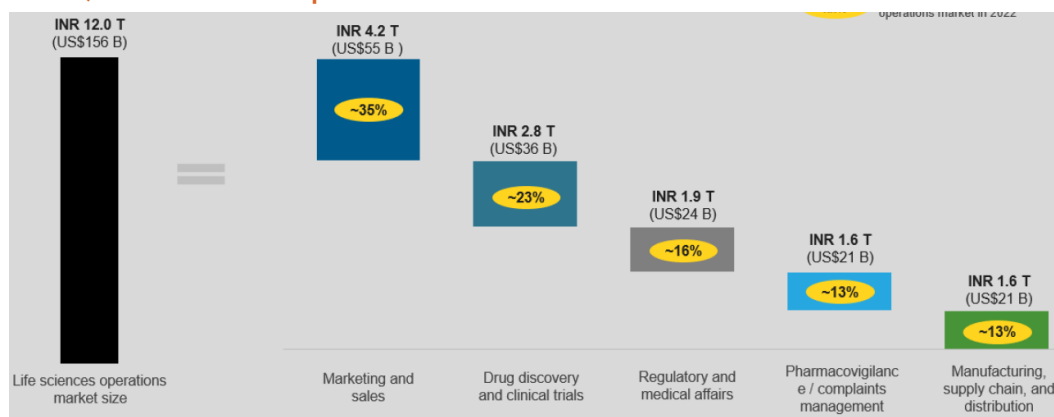 operations market in 2022
INR 12.0 T
(US$156 B)
INR 4.2 T
(US$55 B )
~35%
INR 2.8 T
(US$36 B)
~23%
INR 1.9 T
(US$24 B)
~16%
INR 1.6 T
(US$21 B)
~13%
INR 1.6 T
(US$21 B)
~13%
Life sciences operations
market size
Marketing and
sales
Drug discovery
and clinical trials
Regulatory and
medical affairs
Pharmacovigilanc
e / complaints
management
Manufacturing,
supply chain, and
distribution